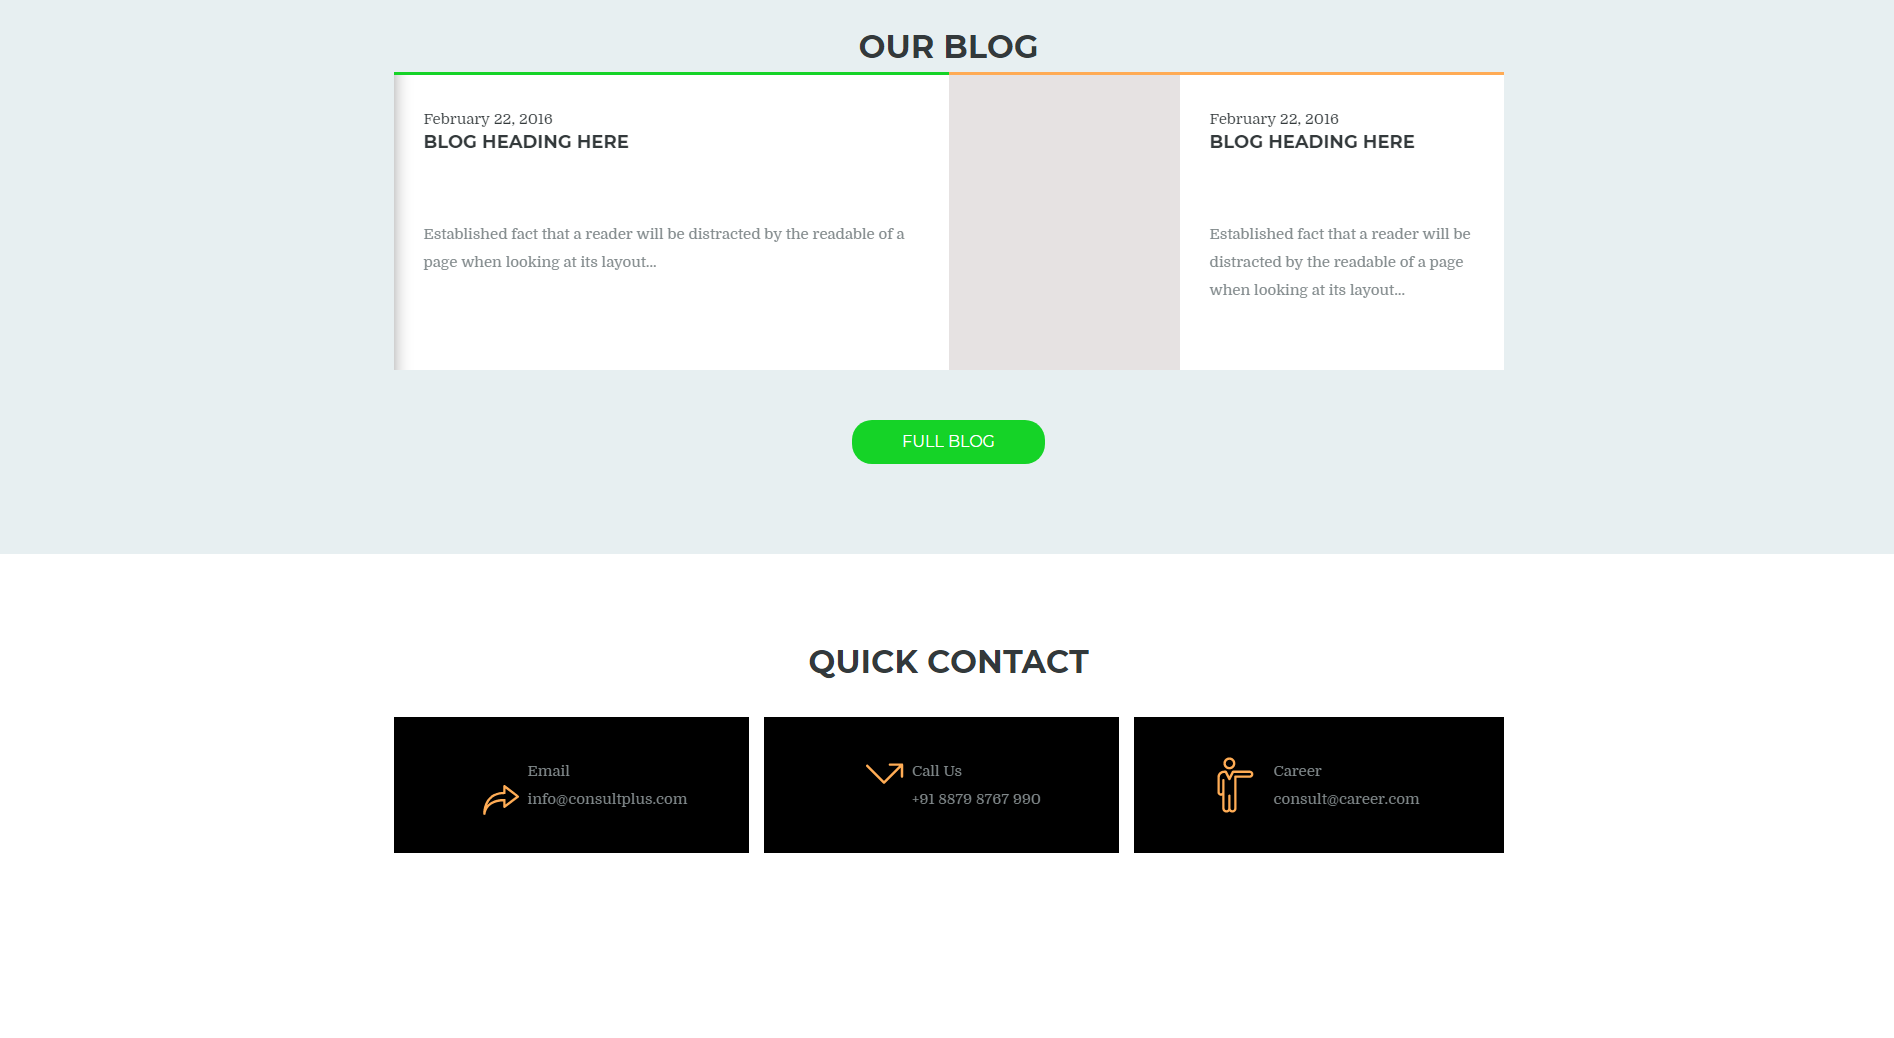 OUR BLOG
February 22, 2016
BLOG HEADING HERE
Established fact that a reader will be distracted by the readable of a
page when looking at its layout...
February 22, 2016
BLOG HEADING HERE
Established fact that a reader will be
distracted by the readable of a page
when looking at its layout...
FULL BLOG
QUICK CONTACT
Email
info@consultplus.com
Call Us
+91 8879 8767 990
Career
consult@career.com